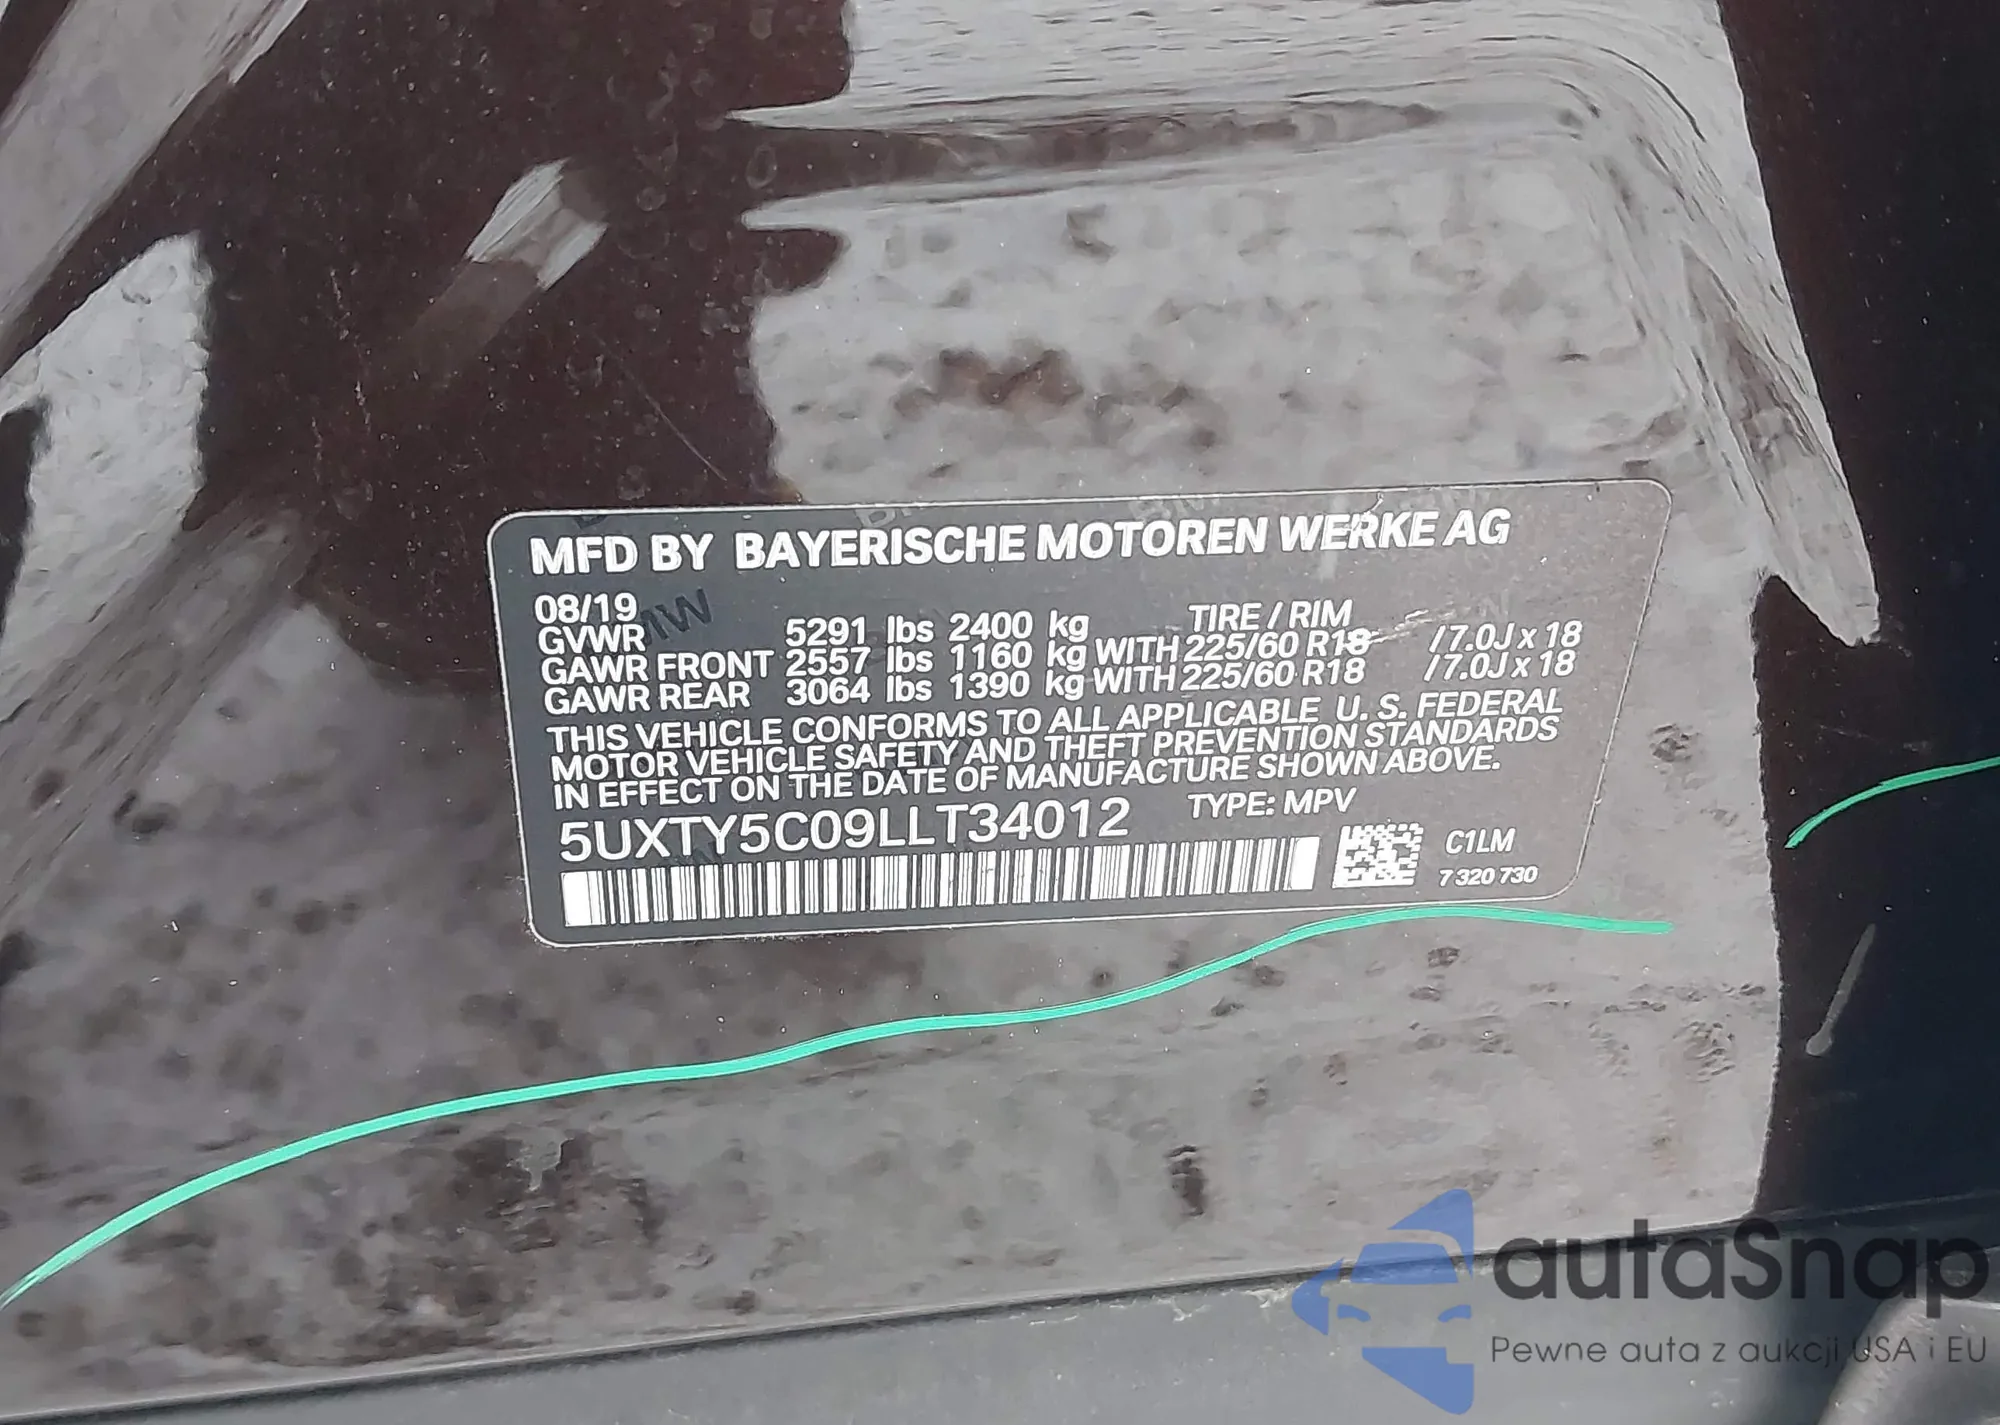 MFD BY BAYERISCHE MOTOREN WERKE AG
08/19
TIRE / RIM
GVWR 5291 lbs 2400 kg
GAWR FRONT 2557 lbs 1160 kg WITH 225/60 R18 /7.0J x 18
GAWR REAR 3064 lbs 1390 kg WITH 225/60 R18 /7.0J x 18
THIS VEHICLE CONFORMS TO ALL APPLICABLE U. S. FEDERAL
MOTOR VEHICLE SAFETY AND THEFT PREVENTION STANDARDS
IN EFFECT ON THE DATE OF MANUFACTURE SHOWN ABOVE.
5UXTY5C09LLT34012 TYPE: MPV
C1LM
7 320 730
autaSnap
Pewne auta z aukcji USA i EU